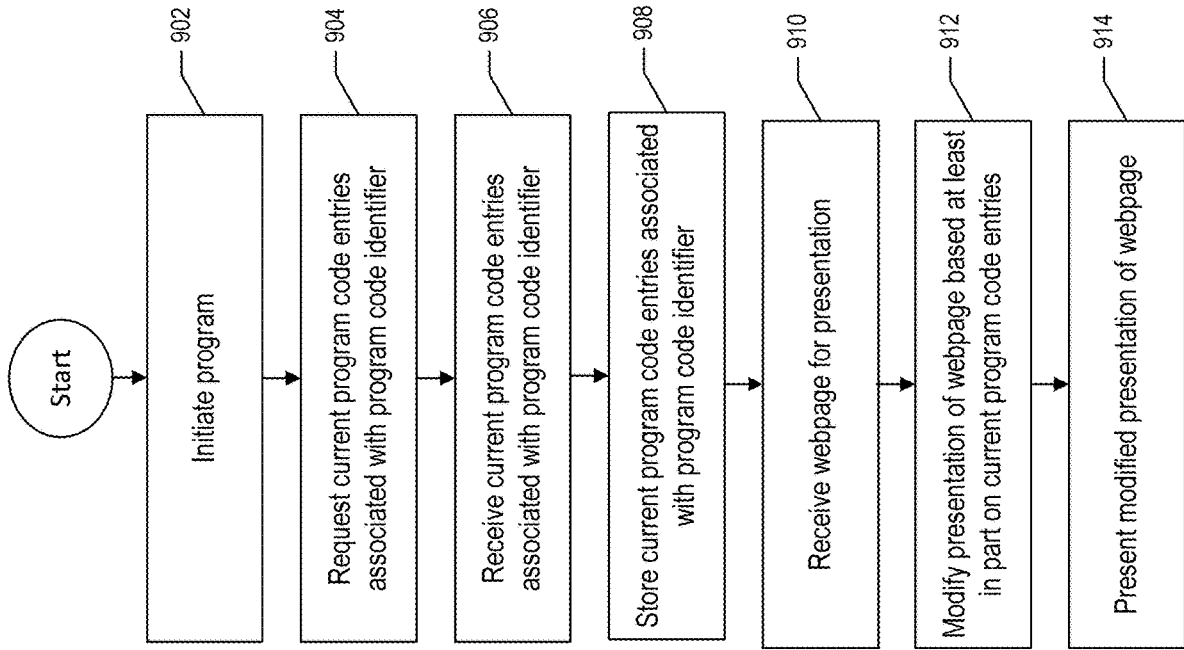 Start
Initiate program
902
Request current program code entries
associated with program code identifier
904
Receive current program code entries
associated with program code identifier
906
Store current program code entries associated
with program code identifier
908
Receive webpage for presentation
910
Modify presentation of webpage based at least
in part on current program code entries
912
Present modified presentation of webpage
914